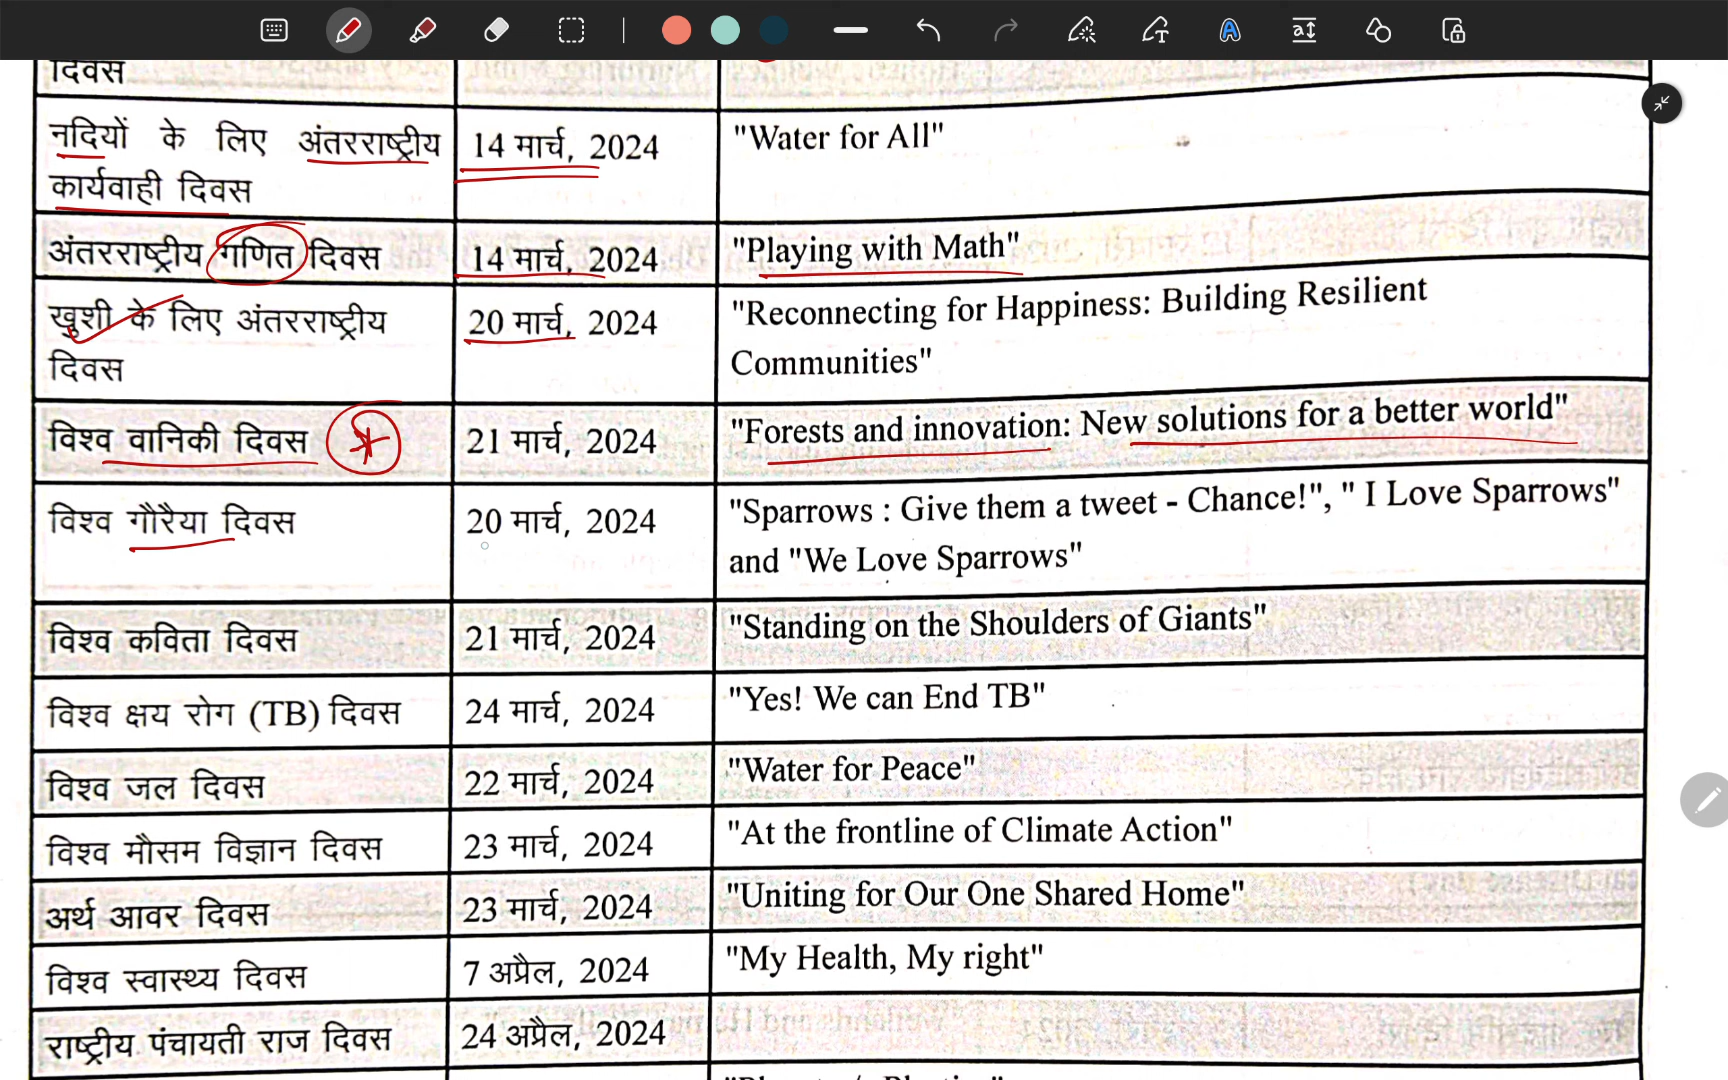 दिवस
नदियों के लिए अंतरराष्ट्रीय
कार्यवाही दिवस
14 मार्च, 2024
"Water for All"
अंतरराष्ट्रीय गणित दिवस
14 मार्च, 2024
"Playing with Math"
खुशी के लिए अंतरराष्ट्रीय
दिवस
20 मार्च, 2024
"Reconnecting for Happiness: Building Resilient
Communities"
विश्व वानिकी दिवस
21 मार्च, 2024
"Forests and innovation: New solutions for a better world"
विश्व गौरैया दिवस
20 मार्च, 2024
"Sparrows : Give them a tweet - Chance!", " I Love Sparrows"
and "We Love Sparrows"
विश्व कविता दिवस
21 मार्च, 2024
"Standing on the Shoulders of Giants"
विश्व क्षय रोग (TB) दिवस
24 मार्च, 2024
"Yes! We can End TB"
विश्व जल दिवस
22 मार्च, 2024
"Water for Peace"
विश्व मौसम विज्ञान दिवस
23 मार्च, 2024
"At the frontline of Climate Action"
अर्थ आवर दिवस
23 मार्च, 2024
"Uniting for Our One Shared Home"
विश्व स्वास्थ्य दिवस
7 अप्रैल, 2024
"My Health, My right"
राष्ट्रीय पंचायती राज दिवस
24 अप्रैल, 2024